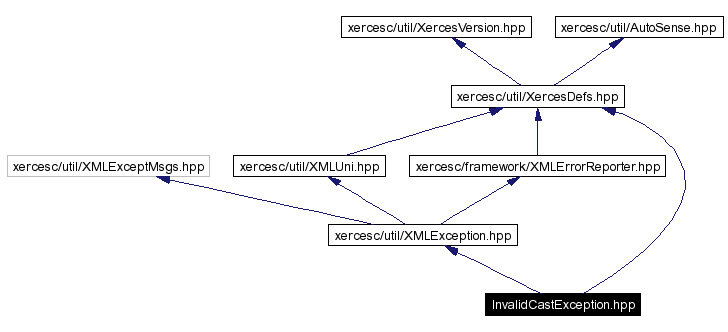 xercesc/util/XercesVersion.hpp
xercesc/util/AutoSense.hpp
xercesc/util/XercesDefs.hpp
xercesc/util/XMLExceptMsgs.hpp
xercesc/util/XMLUni.hpp
xercesc/framework/XMLErrorReporter.hpp
xercesc/util/XMLException.hpp
InvalidCastException.hpp